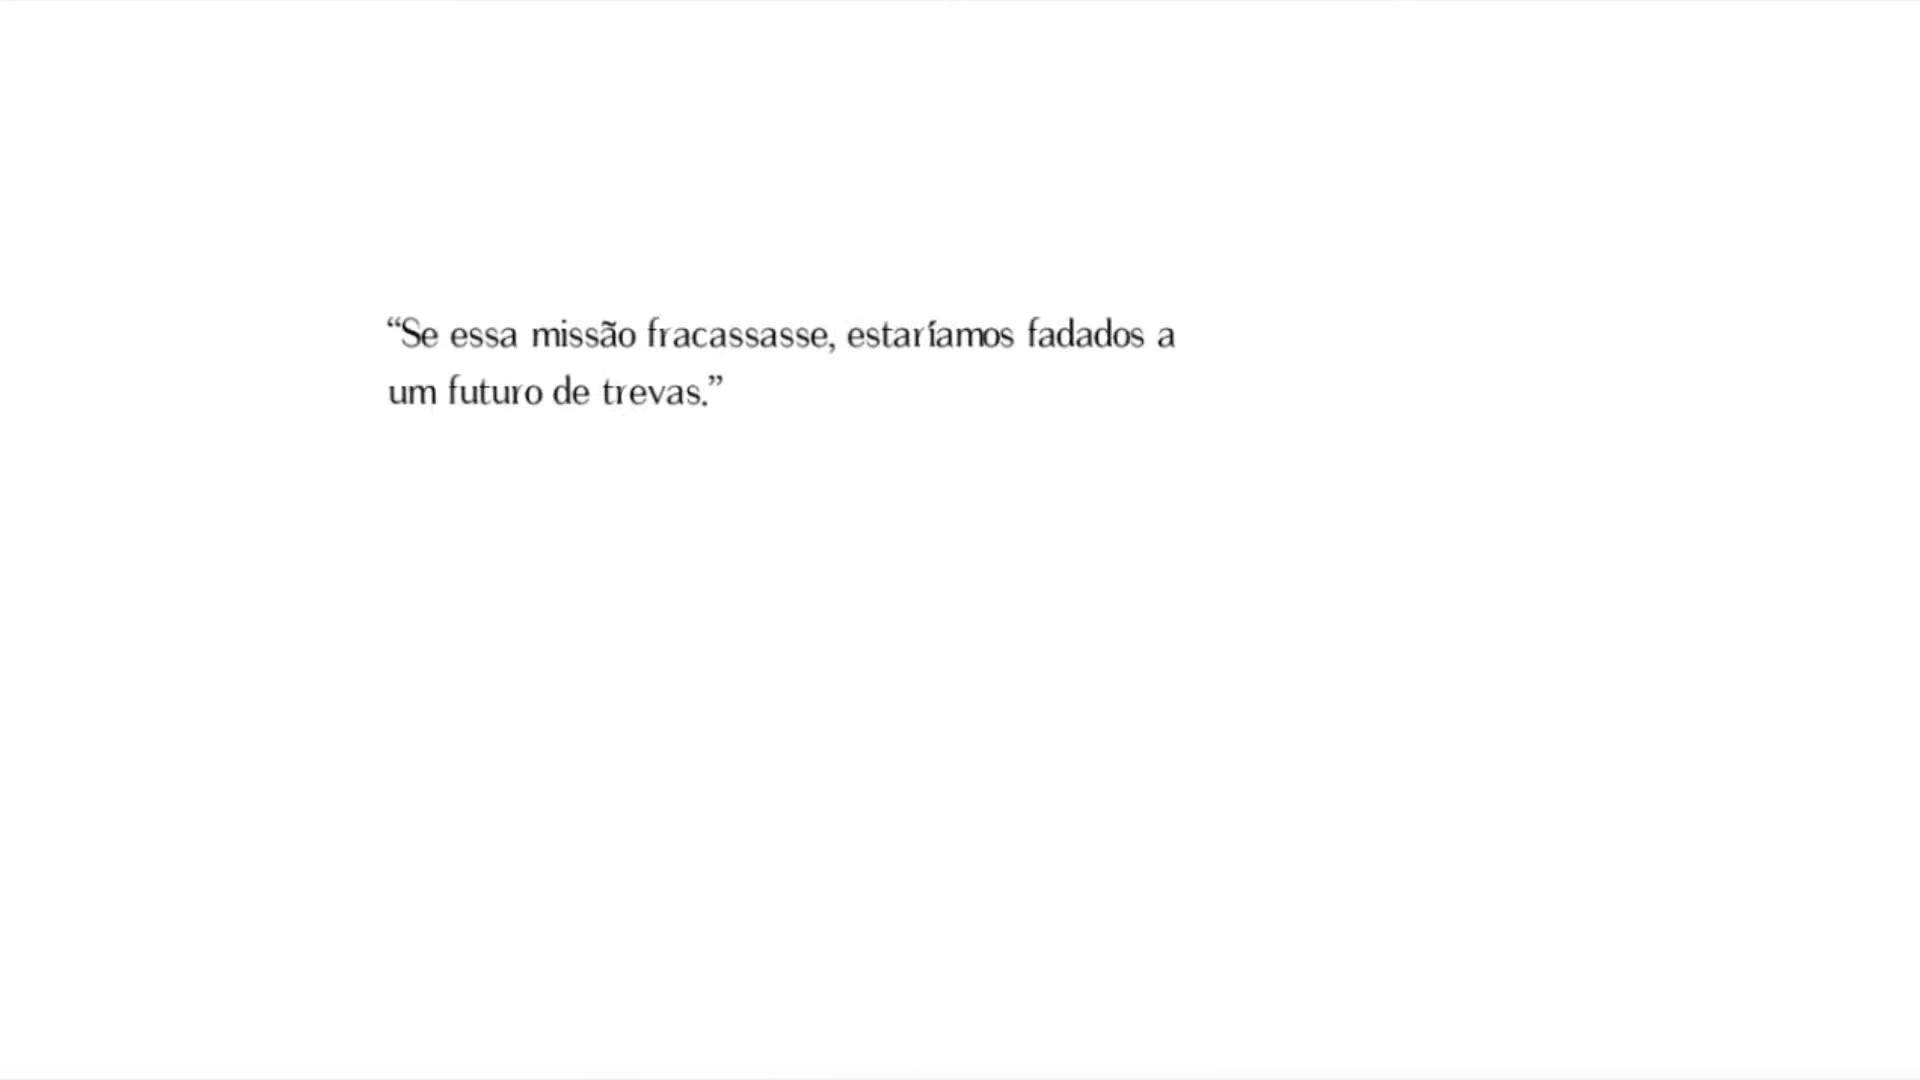 “Se essa missão fracassasse, estaríamos fadados a
um futuro de trevas.”